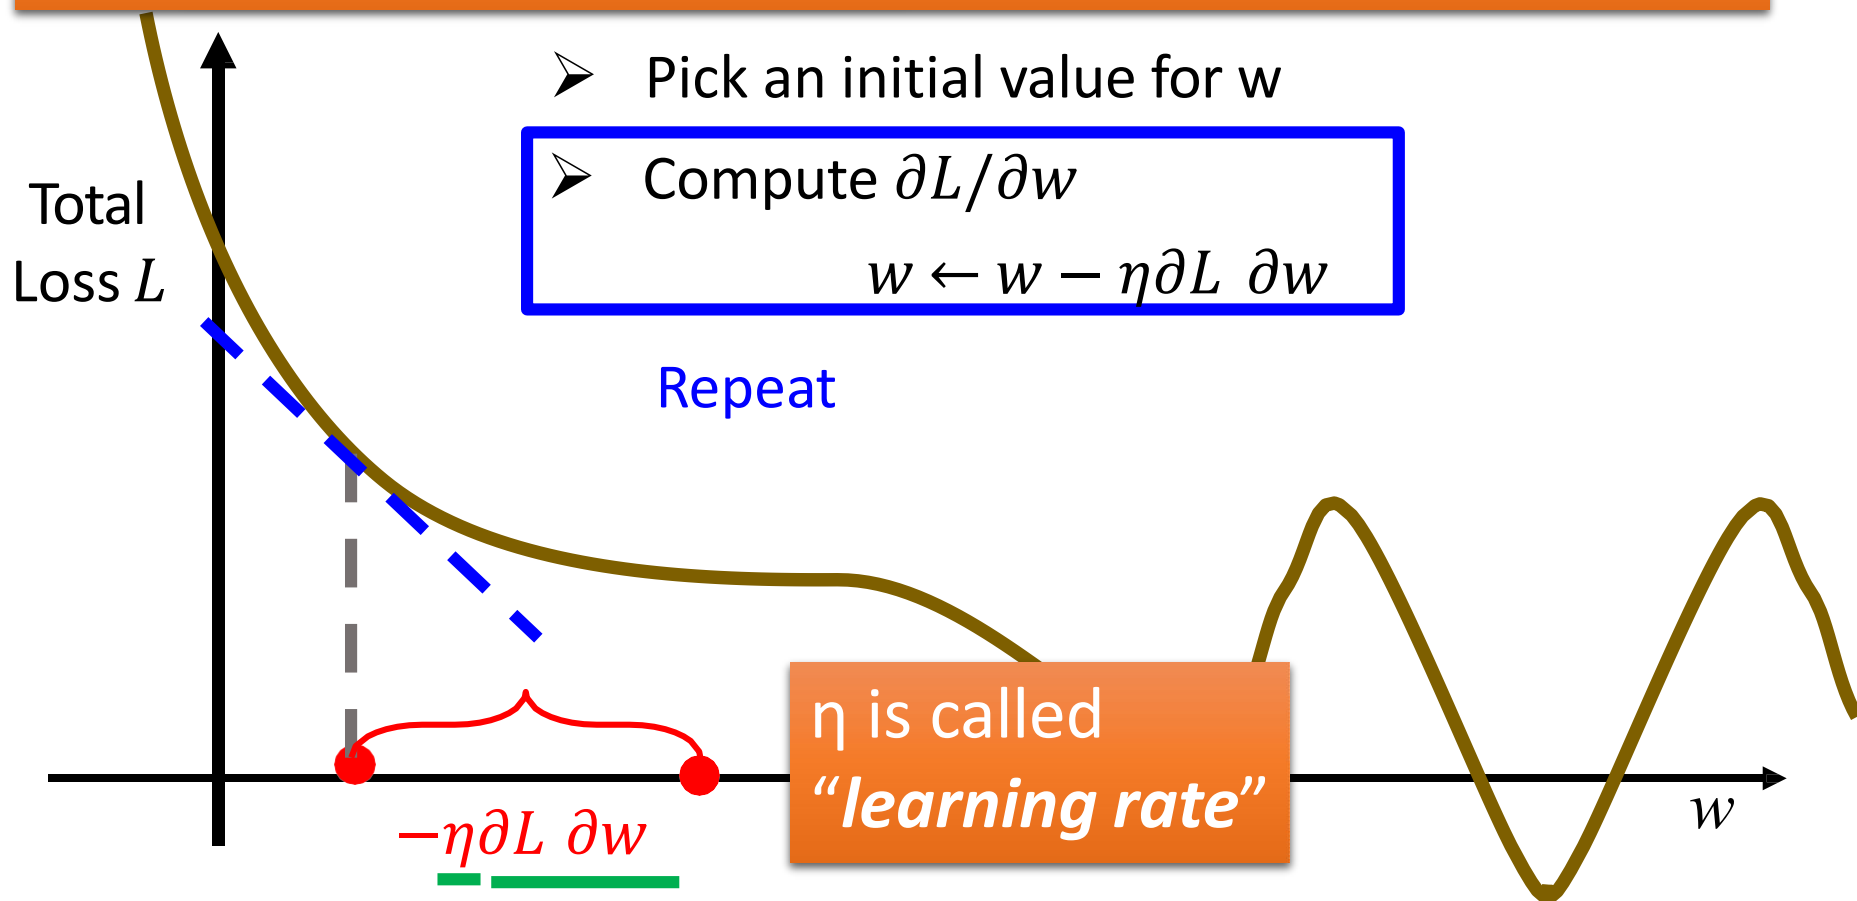 ➢ Pick an initial value for w
➢ Compute 𝜕𝐿/𝜕𝑤
𝑤 ← 𝑤 − 𝜂𝜕𝐿 𝜕𝑤
Total
Loss 𝐿
Repeat
η is called
“learning rate”
−𝜂𝜕𝐿 𝜕𝑤
𝑤